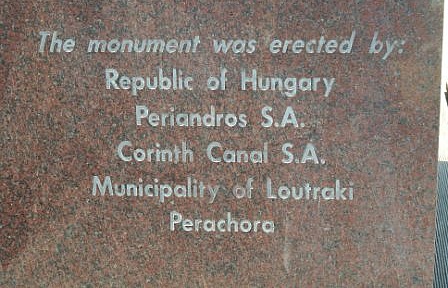 The monument was erected by:
Republic of Hungary
Periandros S.A.
Corinth Canal S.A.
Municipality of Loutraki
Perachora